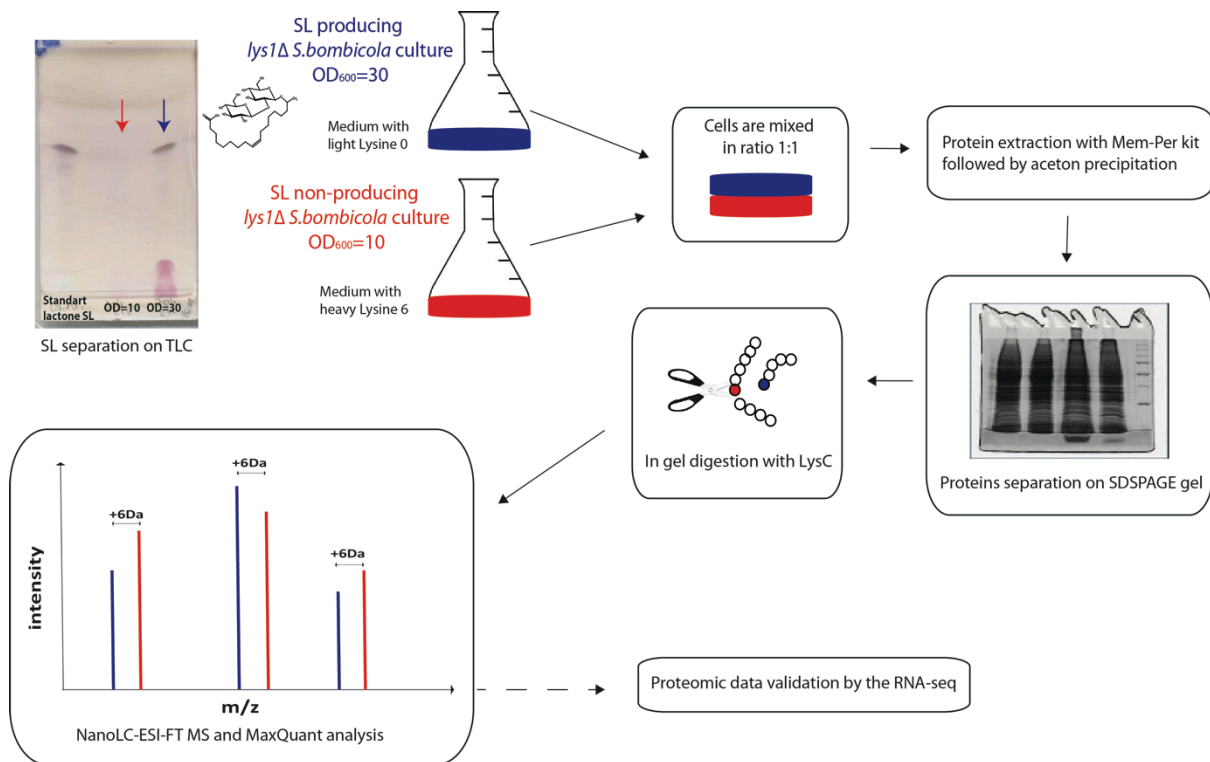 SL producing
lys1Δ S.bombicola culture
OD600=30
Medium with
light Lysine 0
SL non-producing
lys1Δ S.bombicola culture
OD600=10
Medium with
heavy Lysine 6
Standart
lactone SL
OD=10
OD=30
SL separation on TLC
Cells are mixed
in ratio 1:1
Protein extraction with Mem-Per kit
followed by aceton precipitation
Proteins separation on SDSPAGE gel
In gel digestion with LysC
+6Da
+6Da
+6Da
intensity
m/z
NanoLC-ESI-FT MS and MaxQuant analysis
Proteomic data validation by the RNA-seq